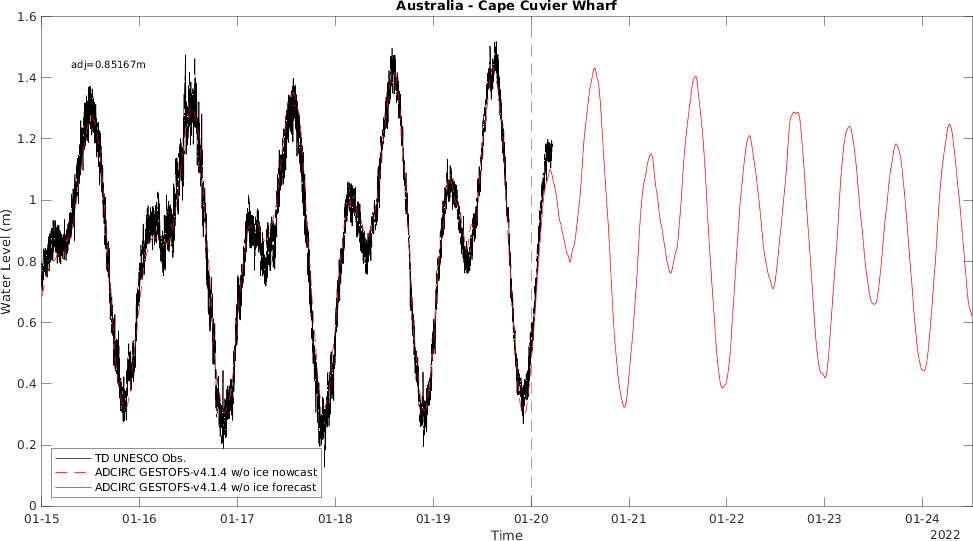 Australia - Cape Cuvier Wharf
adj=0.85167m
Water Level (m)
1.6
1.4
1.2
1
0.8
0.6
0.4
0.2
0
TD UNESCO Obs.
ADCIRC GESTOFS-v4.1.4 w/o ice nowcast
ADCIRC GESTOFS-v4.1.4 w/o ice forecast
01-15 01-16 01-17 01-18 01-19 01-20 01-21 01-22 01-23 01-24
Time
2022